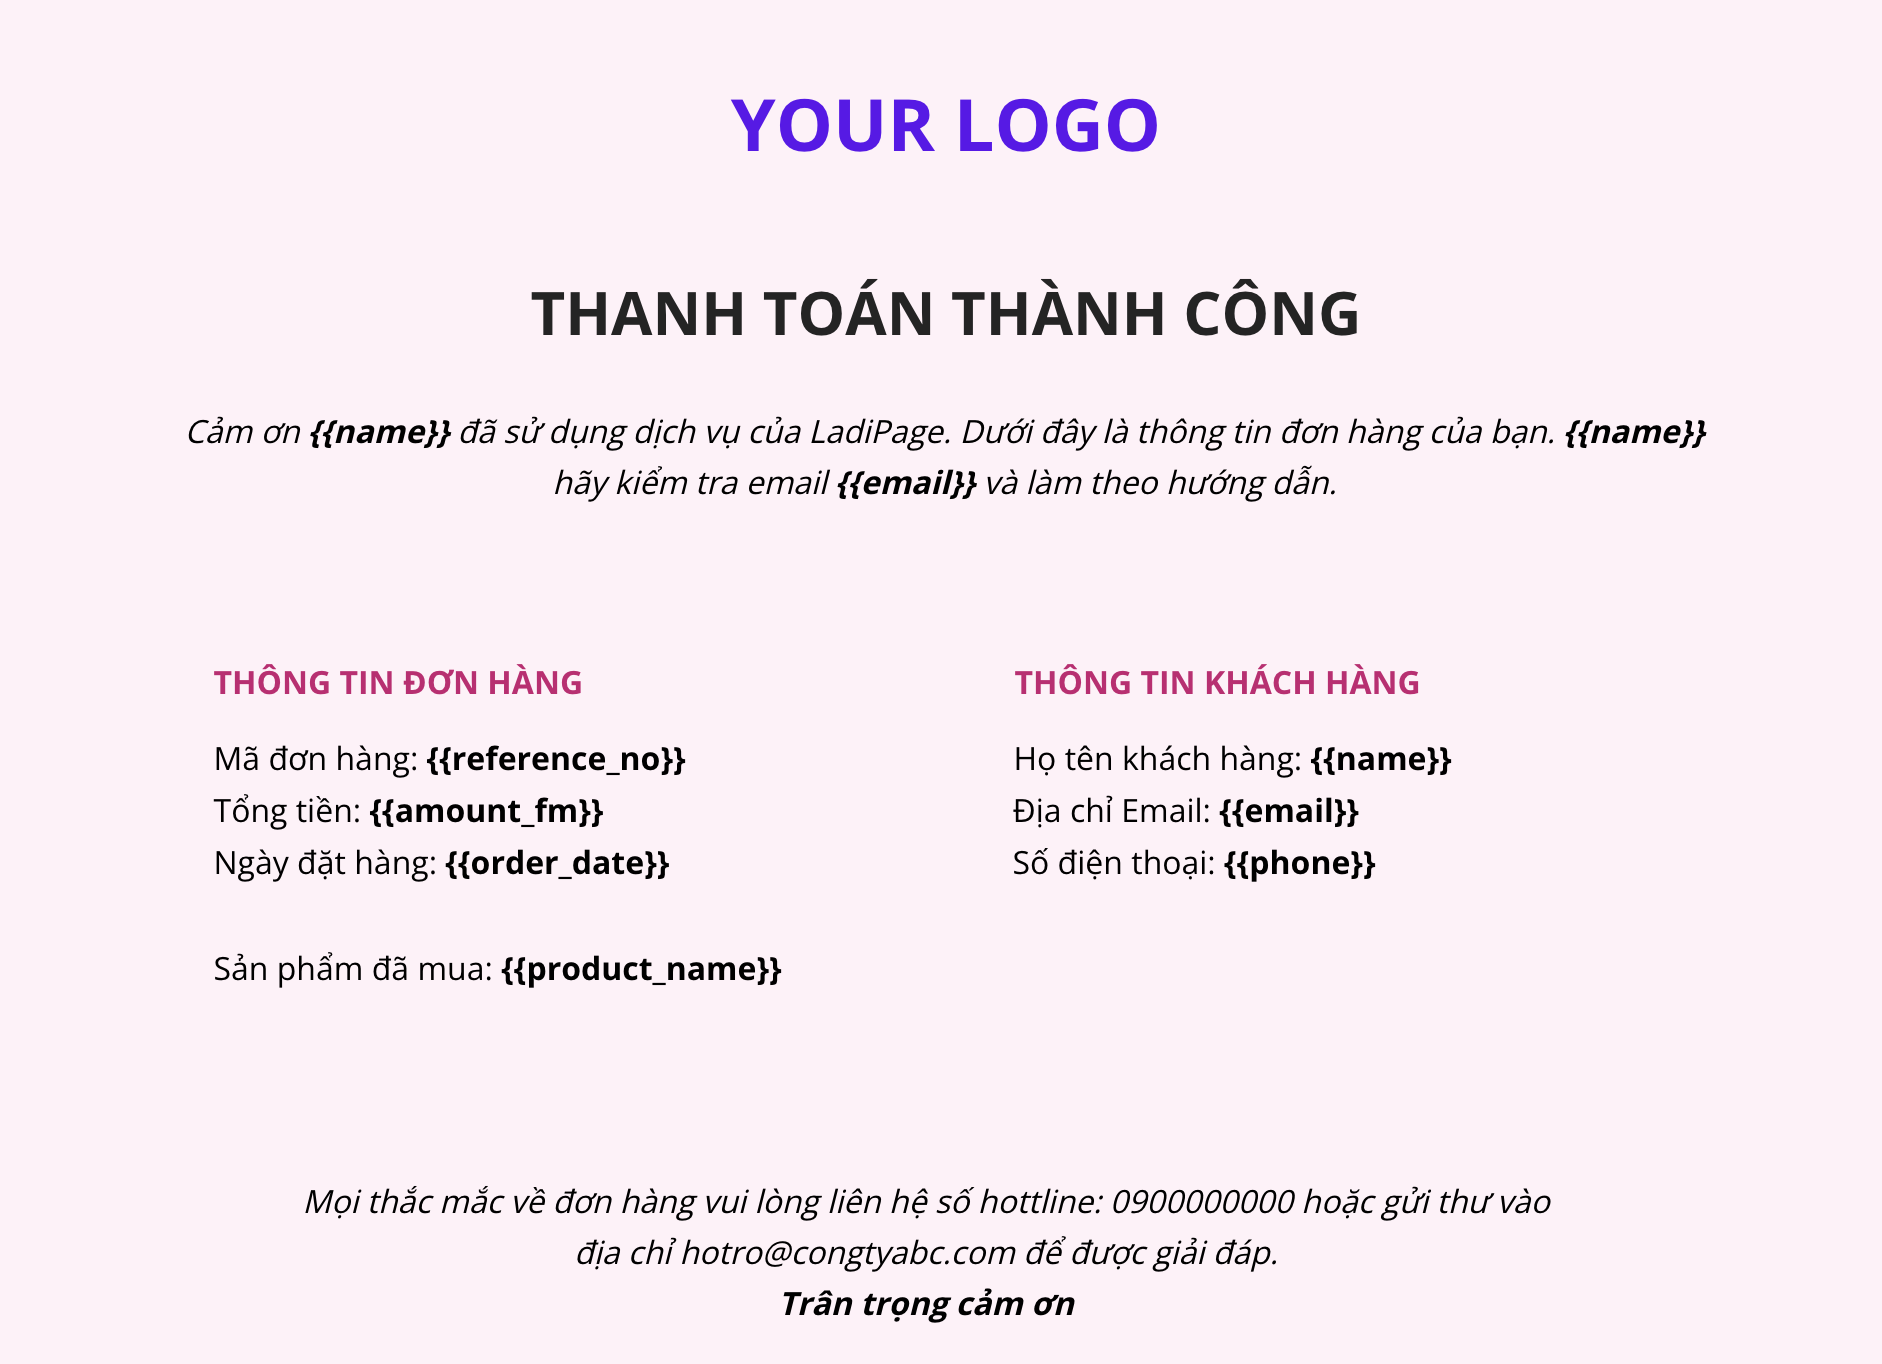 YOUR LOGO
THANH TOÁN THÀNH CÔNG
Cảm ơn {{name}} đã sử dụng dịch vụ của LadiPage. Dưới đây là thông tin đơn hàng của bạn. {{name}}
hãy kiểm tra email {{email}} và làm theo hướng dẫn.
THÔNG TIN ĐƠN HÀNG
Mã đơn hàng: {{reference_no}}
Tổng tiền: {{amount_fm}}
Ngày đặt hàng: {{order_date}}
Sản phẩm đã mua: {{product_name}}
THÔNG TIN KHÁCH HÀNG
Họ tên khách hàng: {{name}}
Địa chỉ Email: {{email}}
Số điện thoại: {{phone}}
Mọi thắc mắc về đơn hàng vui lòng liên hệ số hottline: 0900000000 hoặc gửi thư vào
địa chỉ hotro@congtyabc.com để được giải đáp.
Trân trọng cảm ơn